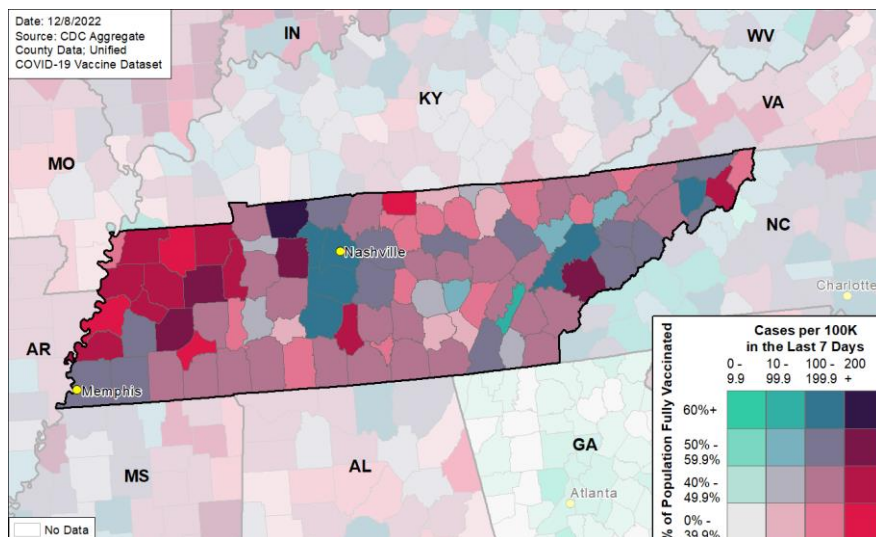 Date: 12/8/2022
Source: CDC Aggregate
County Data; Unified
COVID-19 Vaccine Dataset
IN
WV
KY
VA
MO
Nashville
NC
Charlotte
AR
Memphis
MS
AL
GA
Atlanta
No Data
Cases per 100K
in the Last 7 Days
0 -
9.9
10 -
99.9
100 -
199.9
200
+
% of Population Fully Vaccinated
60%+
50% -
59.9%
40% -
49.9%
0% -
39.9%